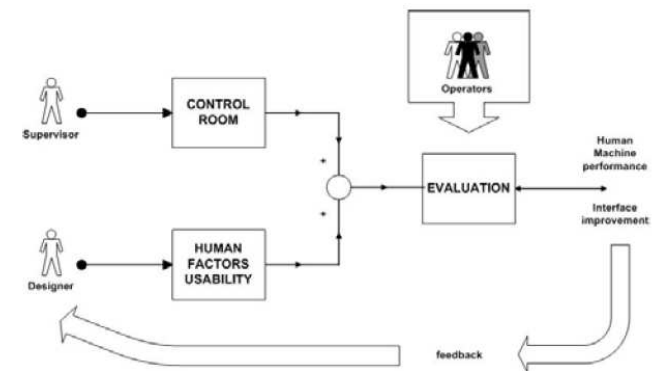 Operators
CONTROL
ROOM
Supervisor
Human
Machine
performance
+
EVALUATION
Interface
improvement
+
HUMAN
FACTORS
USABILITY
Designer
feedback